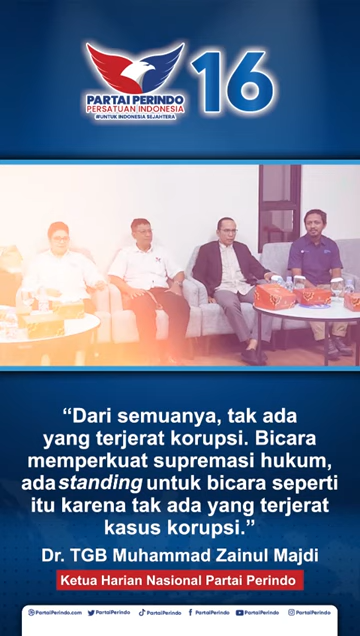 PARTAI PERINDO
PERSATUAN INDONESIA
#UNTUK INDONESIA SEJAHTERA
16
“Dari semuanya, tak ada
yang terjerat korupsi. Bicara
memperkuat supremasi hukum,
ada standing untuk bicara seperti
itu karena tak ada yang terjerat
kasus korupsi.”
Dr. TGB Muhammad Zainul Majdi
Ketua Harian Nasional Partai Perindo
PartaiPerindo.com PartaiPerindo PartaiPerindo PartaiPerindo PartaiPerindo PartaiPerindo